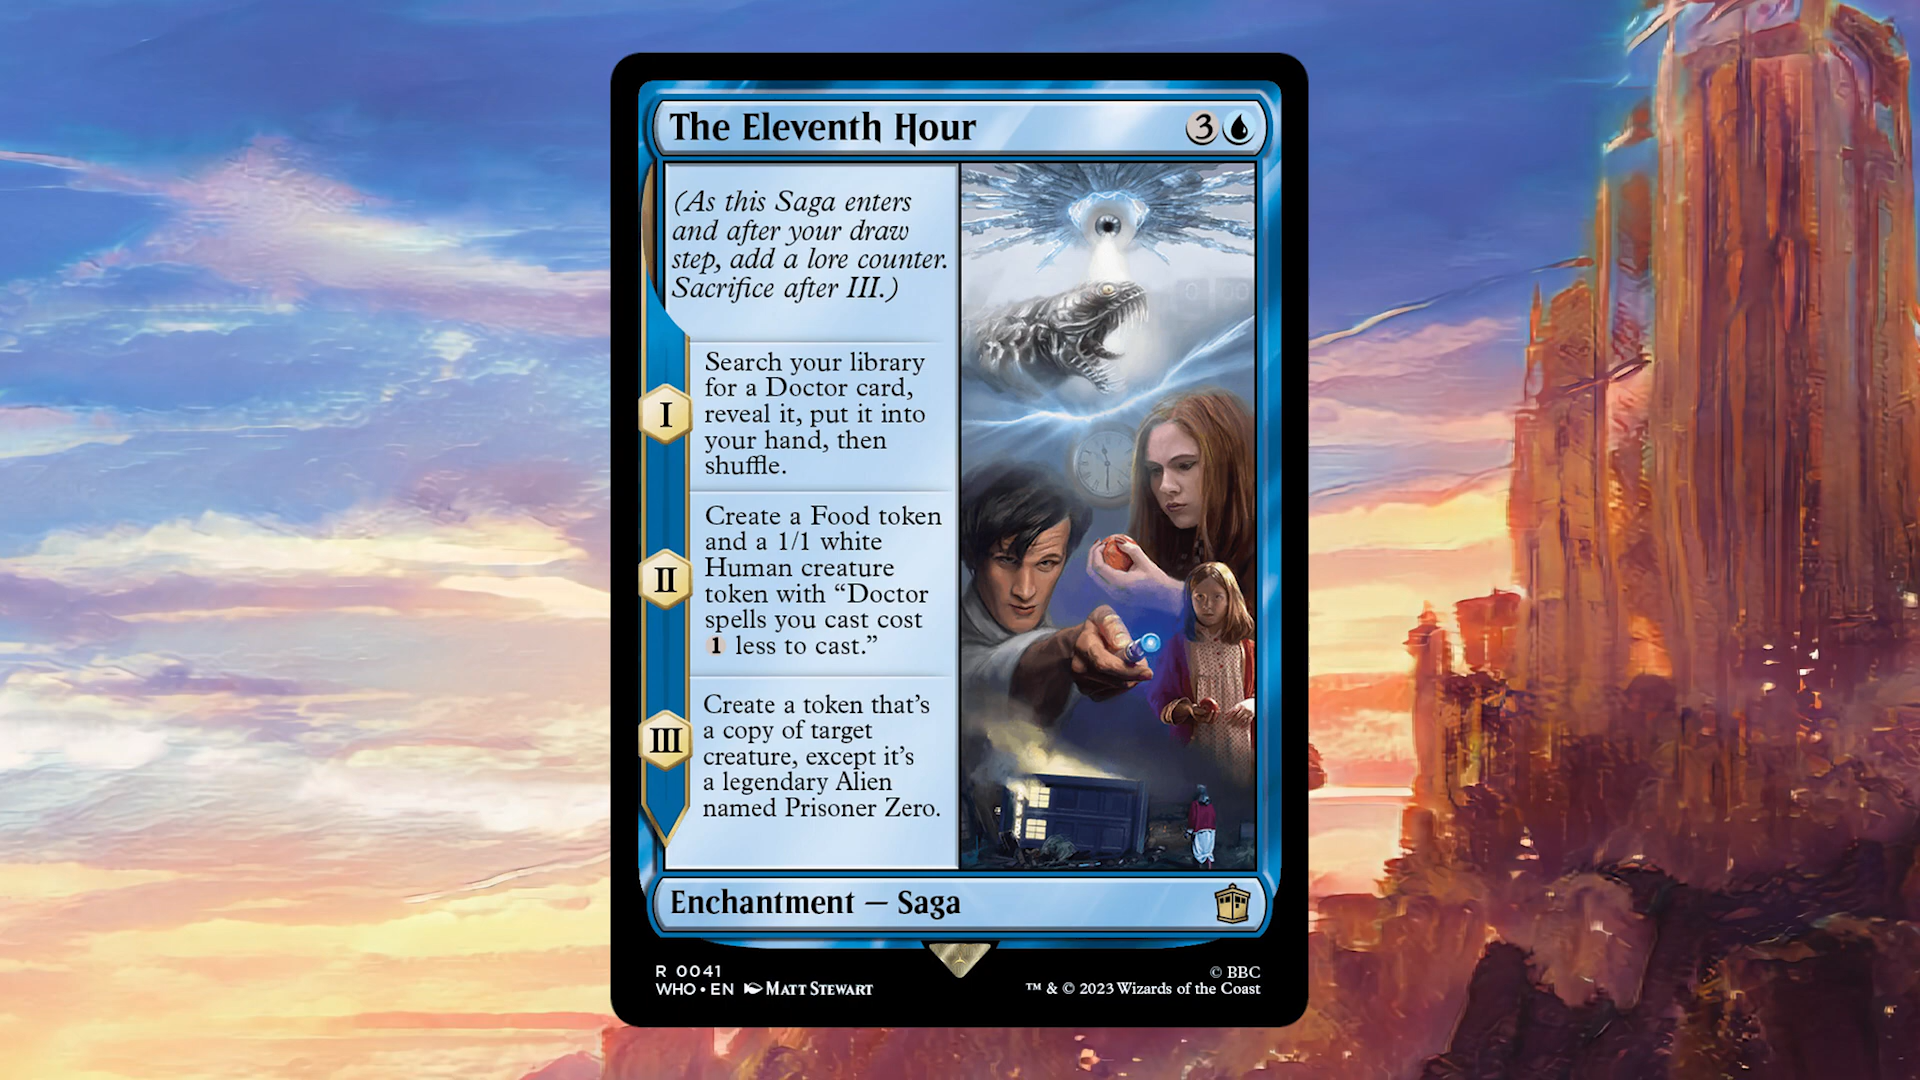 The Eleventh Hour 3
(As this Saga enters
and after your draw
step, add a lore counter.
Sacrifice after III.)
I
Search your library
for a Doctor card,
reveal it, put it into
your hand, then
shuffle.
II
Create a Food token
and a 1/1 white
Human creature
token with “Doctor
spells you cast cost
1 less to cast.”
III
Create a token that’s
a copy of target
creature, except it’s
a legendary Alien
named Prisoner Zero.
Enchantment — Saga
R 0041
WHO • EN MATT STEWART
© BBC
™ & © 2023 Wizards of the Coast